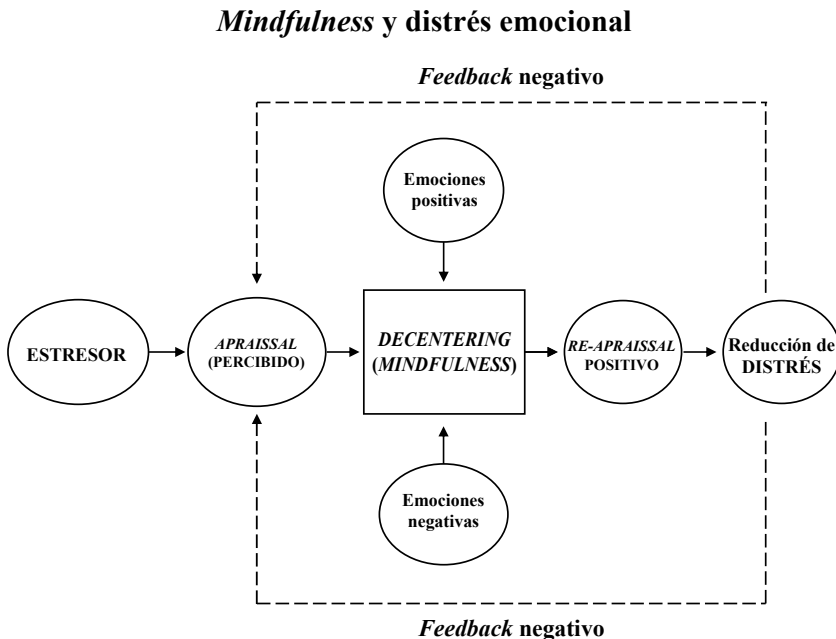 Mindfulness y distrés emocional
Feedback negativo
Emociones
positivas
ESTRESOR
APRAISSAL
(PERCIBIDO)
DECENTERING
(MINDFULNESS)
RE-APRAISSAL
POSITIVO
Reducción de
DISTRÉS
Emociones
negativas
Feedback negativo